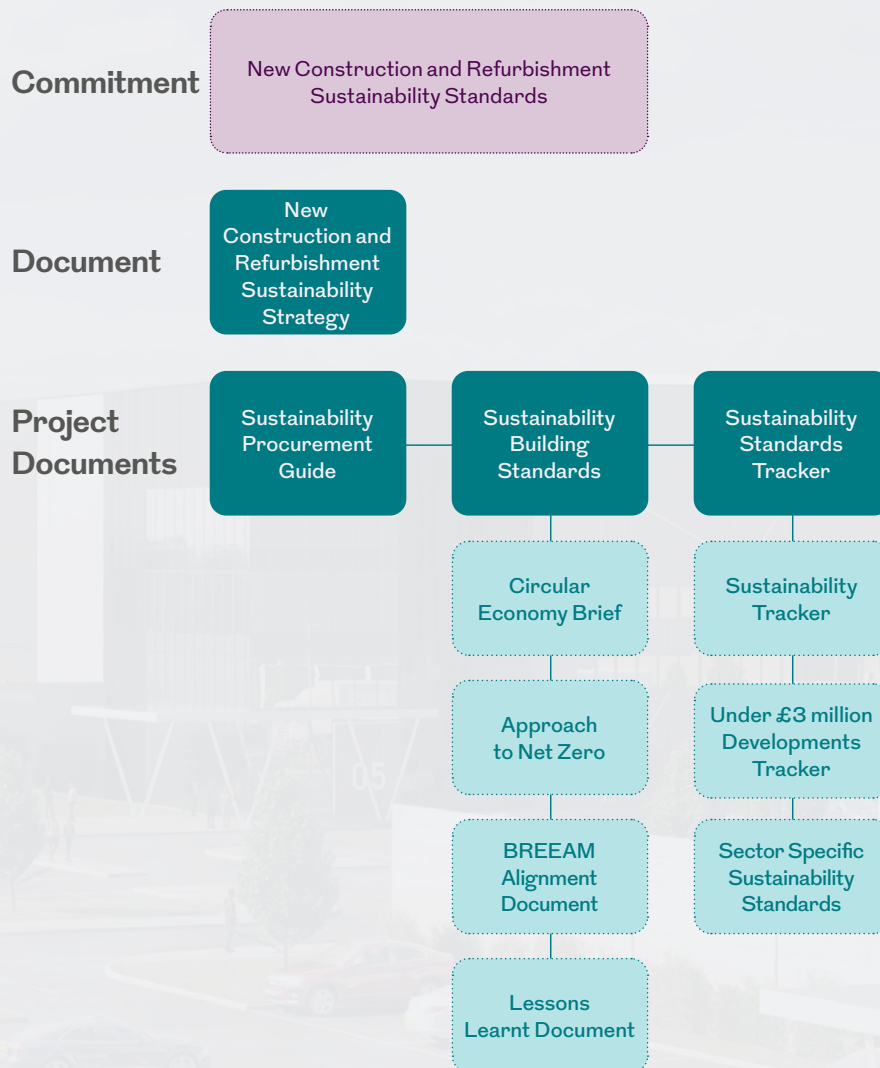 Commitment
New Construction and Refurbishment
Sustainability Standards
Document
New
Construction and
Refurbishment
Sustainability
Strategy
Project
Documents
Sustainability
Procurement
Guide
Sustainability
Building
Standards
Sustainability
Standards
Tracker
Circular
Economy Brief
Sustainability
Tracker
Approach
to Net Zero
Under £3 million
Developments
Tracker
BREEAM
Alignment
Document
Sector Specific
Sustainability
Standards
Lessons
Learnt Document
05